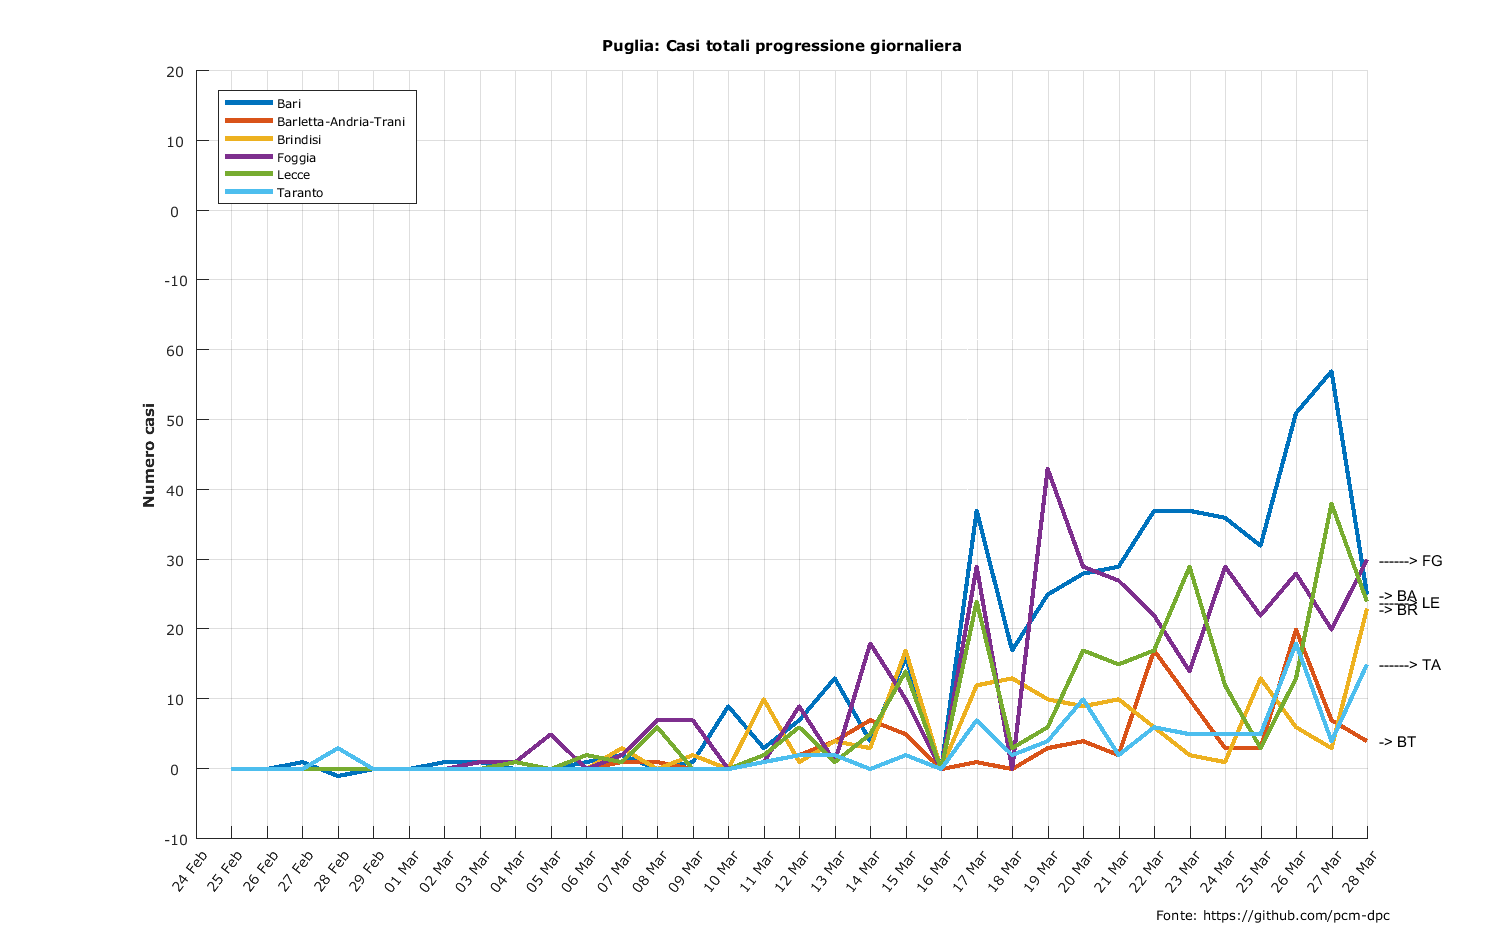 Puglia: Casi totali progressione giornaliera
20
10
0
-10
60
50
40
30
20
10
0
-10
Numero casi
Bari
Barletta-Andria-Trani
Brindisi
Foggia
Lecce
Taranto
------> FG
-> BA
------> LE
-> BR
------> TA
-> BT
24 Feb
25 Feb
26 Feb
27 Feb
28 Feb
29 Feb
01 Mar
02 Mar
03 Mar
04 Mar
05 Mar
06 Mar
07 Mar
08 Mar
09 Mar
10 Mar
11 Mar
12 Mar
13 Mar
14 Mar
15 Mar
16 Mar
17 Mar
18 Mar
19 Mar
20 Mar
21 Mar
22 Mar
23 Mar
24 Mar
25 Mar
26 Mar
27 Mar
28 Mar
Fonte: https://github.com/pcm-dpc